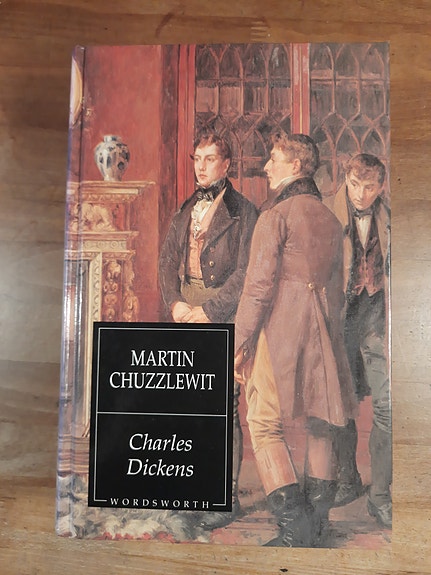 MARTIN
CHUZZLEWIT
Charles
Dickens
WORDSWORTH